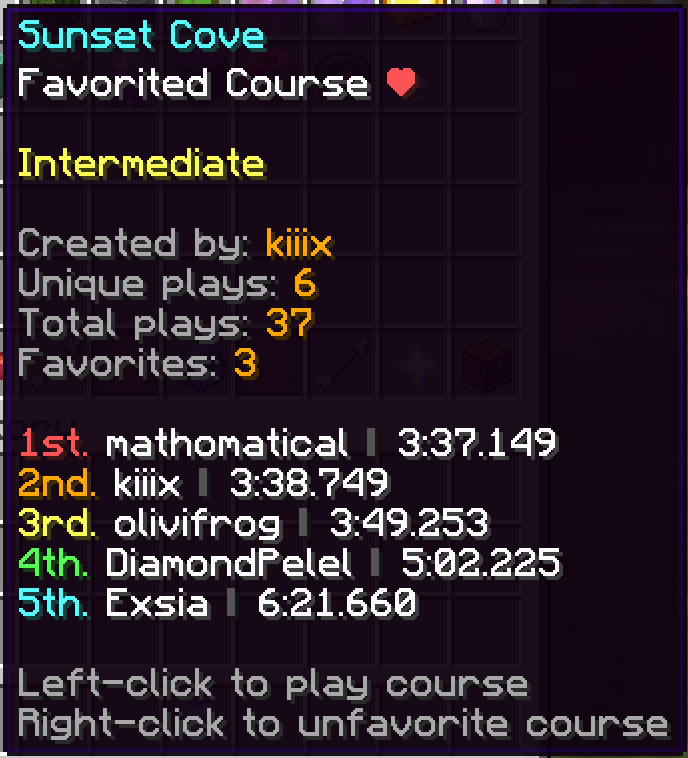 Sunset Cove
Favorited Course ♥
Intermediate
Created by: kiiix
Unique plays: 6
Total plays: 37
Favorites: 3
1st. mathomatical | 3:37.149
2nd. kiiix | 3:38.749
3rd. olivifrog | 3:49.253
4th. DiamondPelel | 5:02.225
5th. Exsia | 6:21.660
Left-click to play course
Right-click to unfavorite course